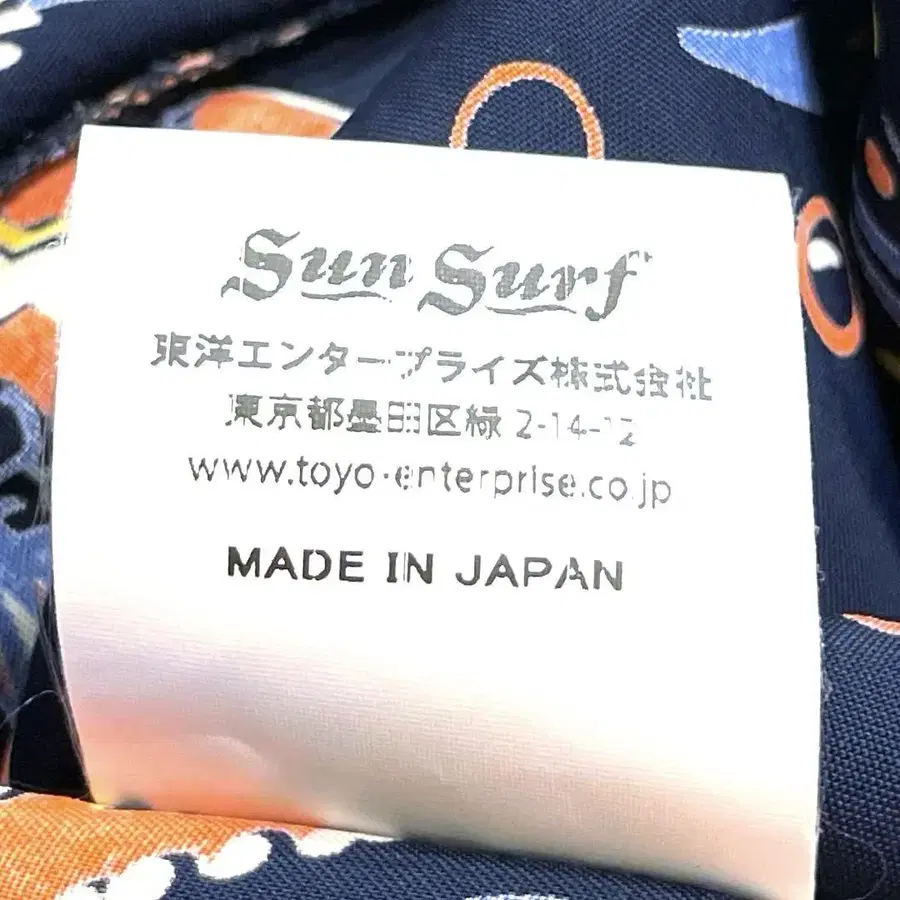 Sun Surf
東洋エンタープライズ株式会社
東京都墨田区緑 2-14-12
www.toyo-enterprise.co.jp
MADE IN JAPAN